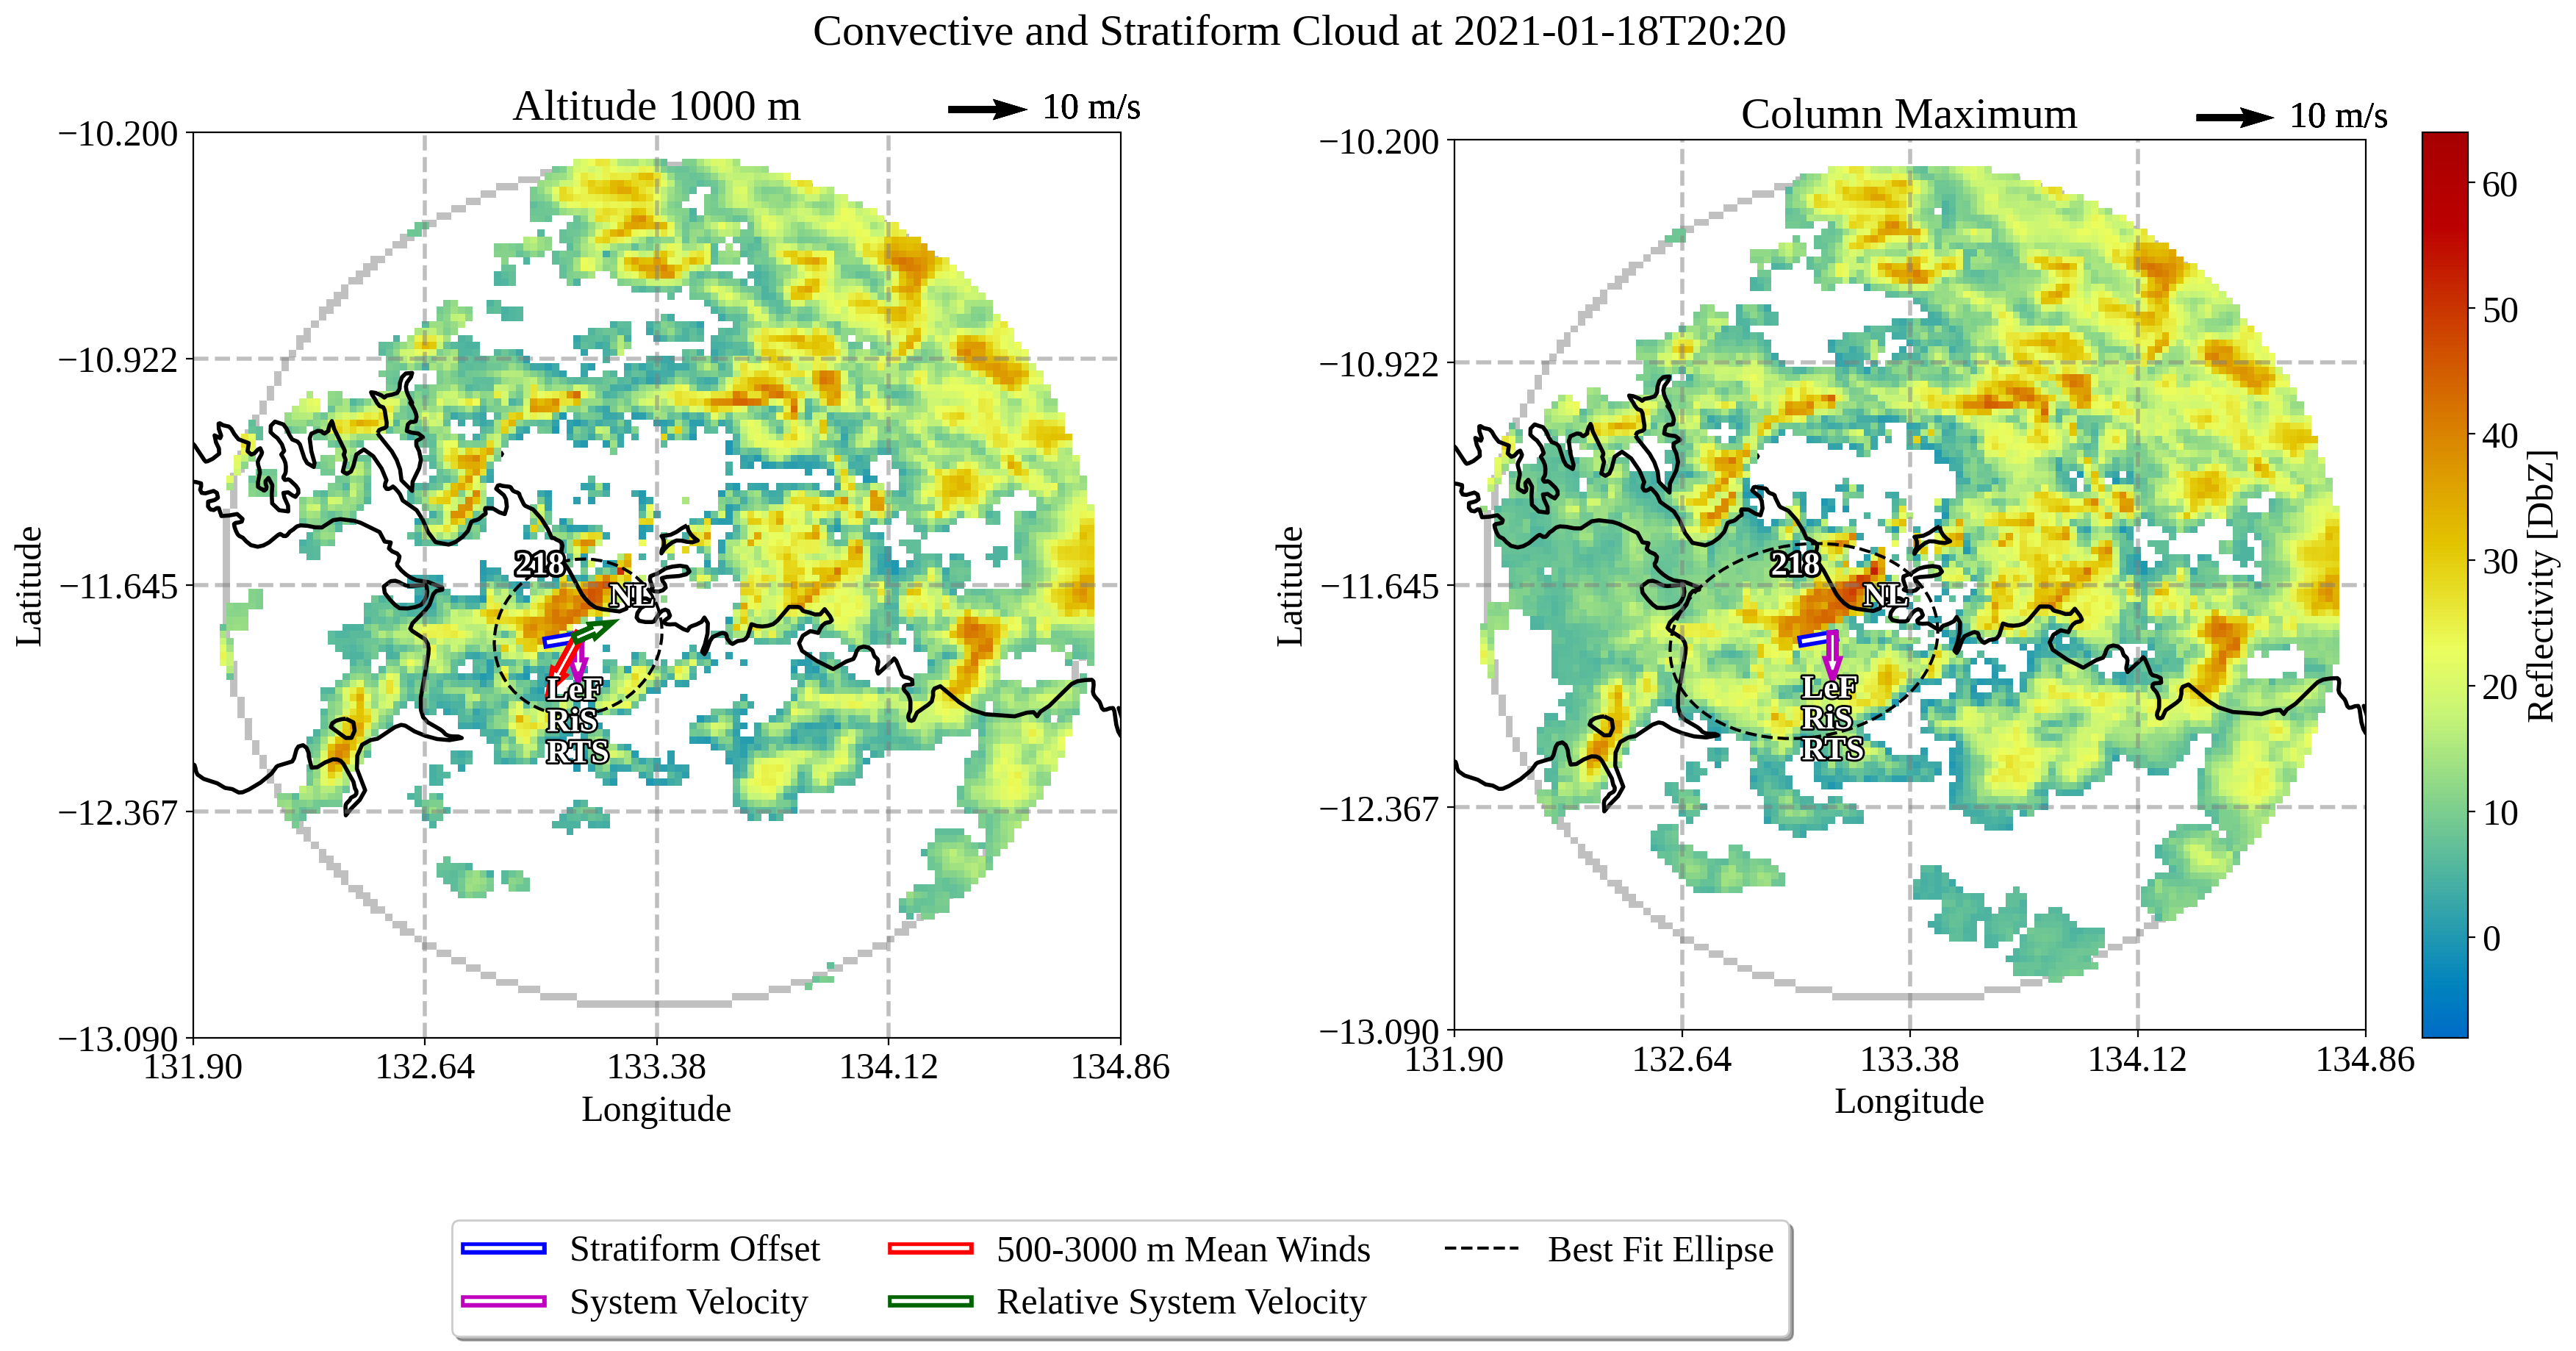 Convective and Stratiform Cloud at 2021-01-18T20:20
Altitude 1000 m
10 m/s
−10.200
−10.922
−11.645
−12.367
−13.090
131.90
132.64
133.38
134.12
134.86
Latitude
Longitude
218
NL
LeF
RiS
RTS
Column Maximum
10 m/s
−10.200
−10.922
−11.645
−12.367
−13.090
131.90
132.64
133.38
134.12
134.86
Latitude
Longitude
218
NL
LeF
RiS
RTS
60
50
40
30
20
10
0
Reflectivity [DbZ]
Stratiform Offset
System Velocity
500-3000 m Mean Winds
Relative System Velocity
Best Fit Ellipse